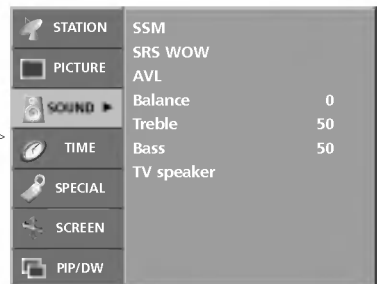 STATION
PICTURE
SOUND
TIME
SPECIAL
SCREEN
PIP/DW
SSM
SRS WOW
AVL
Balance 0
Treble 50
Bass 50
TV speaker